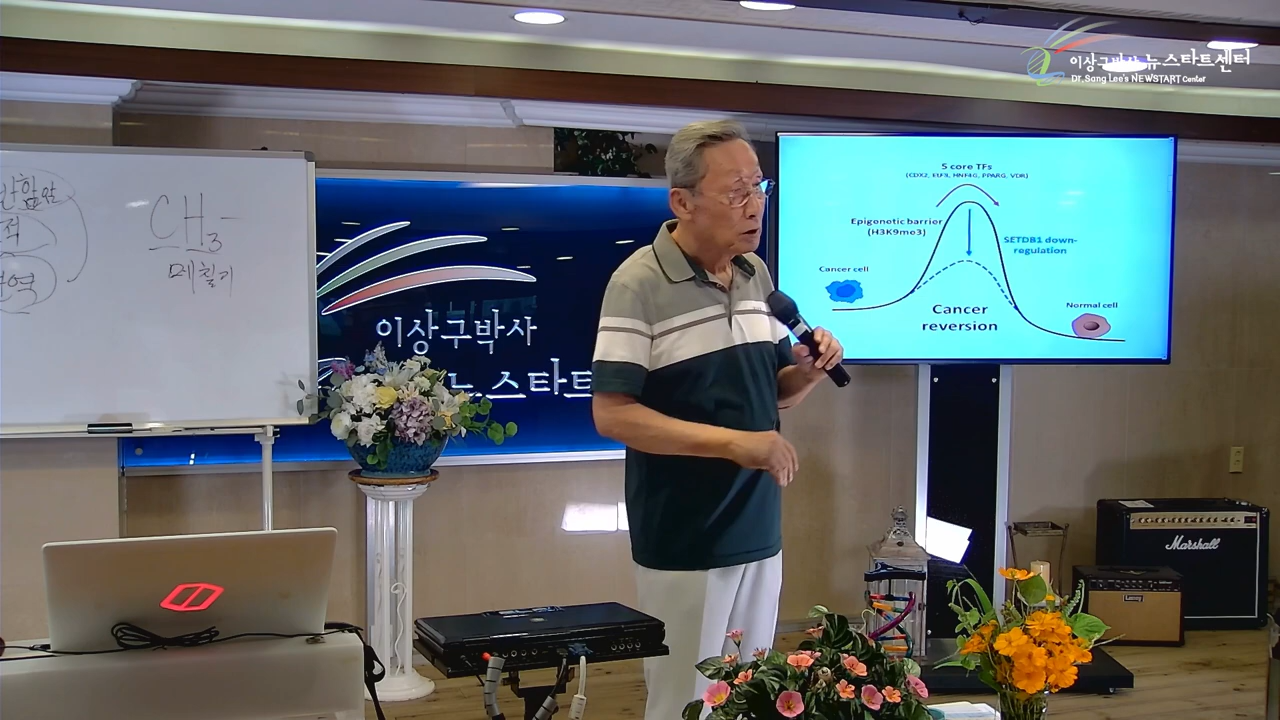 이상구박사 뉴스타트센터
Dr. Sang Lee's NEWSTART Center
CH3
메칠기
이상구박사
뉴 스타트
5 core TFs
(CDX2, ELF3, HNF4G, PPARG, VDR)
Epigenetic barrier
(H3K9me3)
SETDB1 down-
regulation
Cancer cell
Normal cell
Cancer
reversion
Marshall
Laney